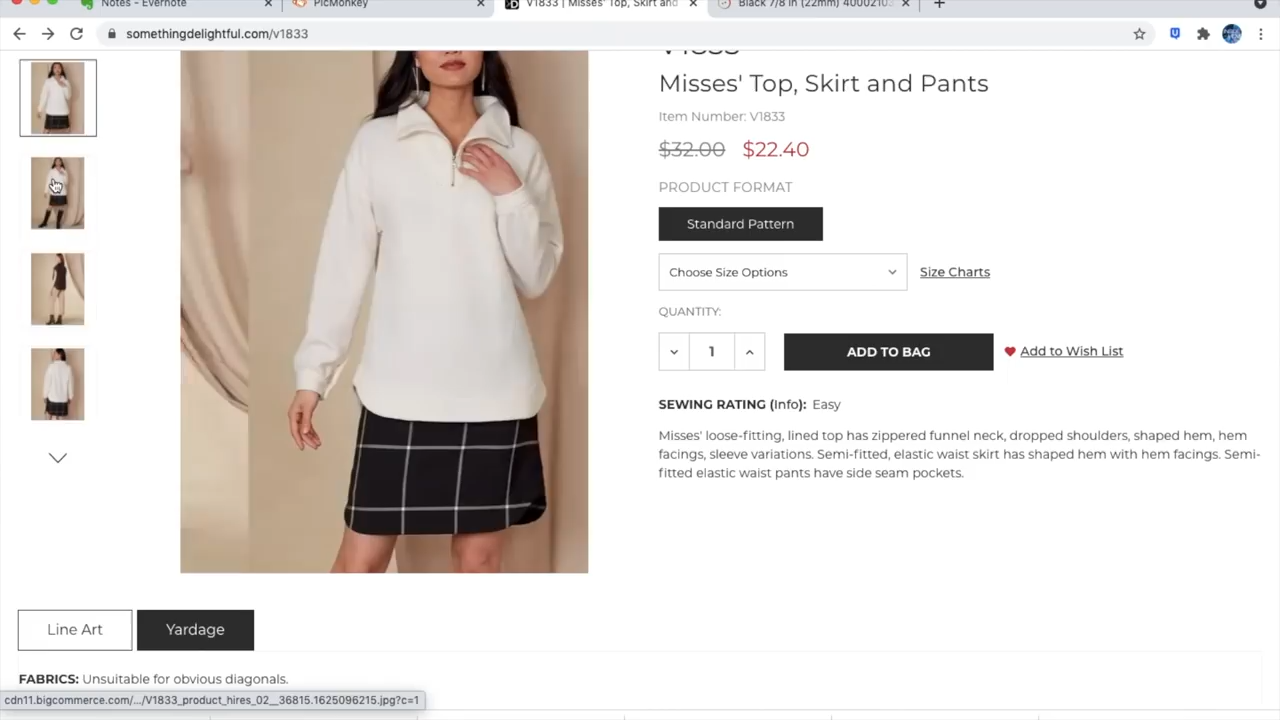 Notes - Evernote
PicMonkey
V1833 | Misses' Top, Skirt and
Black 7/8 in (22mm) 40002103
somethingdelightful.com/v1833
V1833
Misses' Top, Skirt and Pants
Item Number: V1833
$32.00 $22.40
PRODUCT FORMAT
Standard Pattern
Choose Size Options
Size Charts
QUANTITY:
1
ADD TO BAG
Add to Wish List
SEWING RATING (Info): Easy
Misses' loose-fitting, lined top has zippered funnel neck, dropped shoulders, shaped hem, hem
facings, sleeve variations. Semi-fitted, elastic waist skirt has shaped hem with hem facings. Semi-
fitted elastic waist pants have side seam pockets.
Line Art
Yardage
FABRICS: Unsuitable for obvious diagonals.
cdn11.bigcommerce.com/.../V1833_product_hires_02__36815.1625096215.jpg?c=1